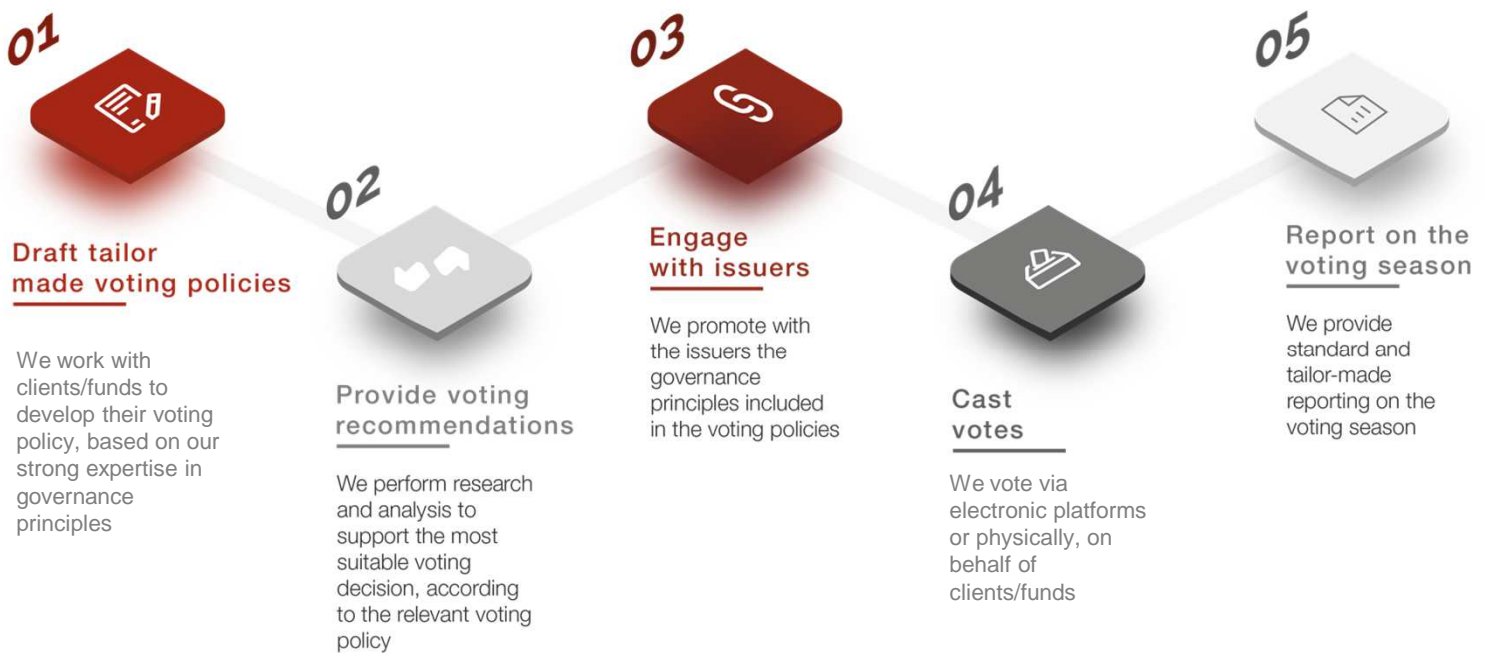 01
Draft tailor
made voting policies
We work with
clients/funds to
develop their voting
policy, based on our
strong expertise in
governance
principles
02
Provide voting
recommendations
We perform research
and analysis to
support the most
suitable voting
decision, according
to the relevant voting
policy
03
Engage
with issuers
We promote with
the issuers the
governance
principles included
in the voting policies
04
Cast
votes
We vote via
electronic platforms
or physically, on
behalf of
clients/funds
05
Report on the
voting season
We provide
standard and
tailor-made
reporting on the
voting season